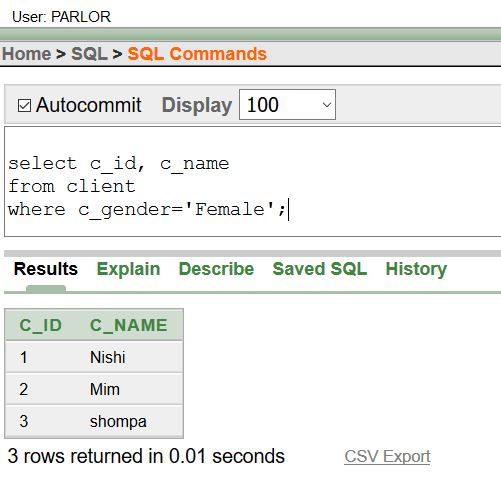 User: PARLOR
Home > SQL > SQL Commands
Autocommit Display 100
select c_id, c_name
from client
where c_gender='Female';
Results Explain Describe Saved SQL History
C_ID C_NAME
1 Nishi
2 Mim
3 shompa
3 rows returned in 0.01 seconds CSV Export